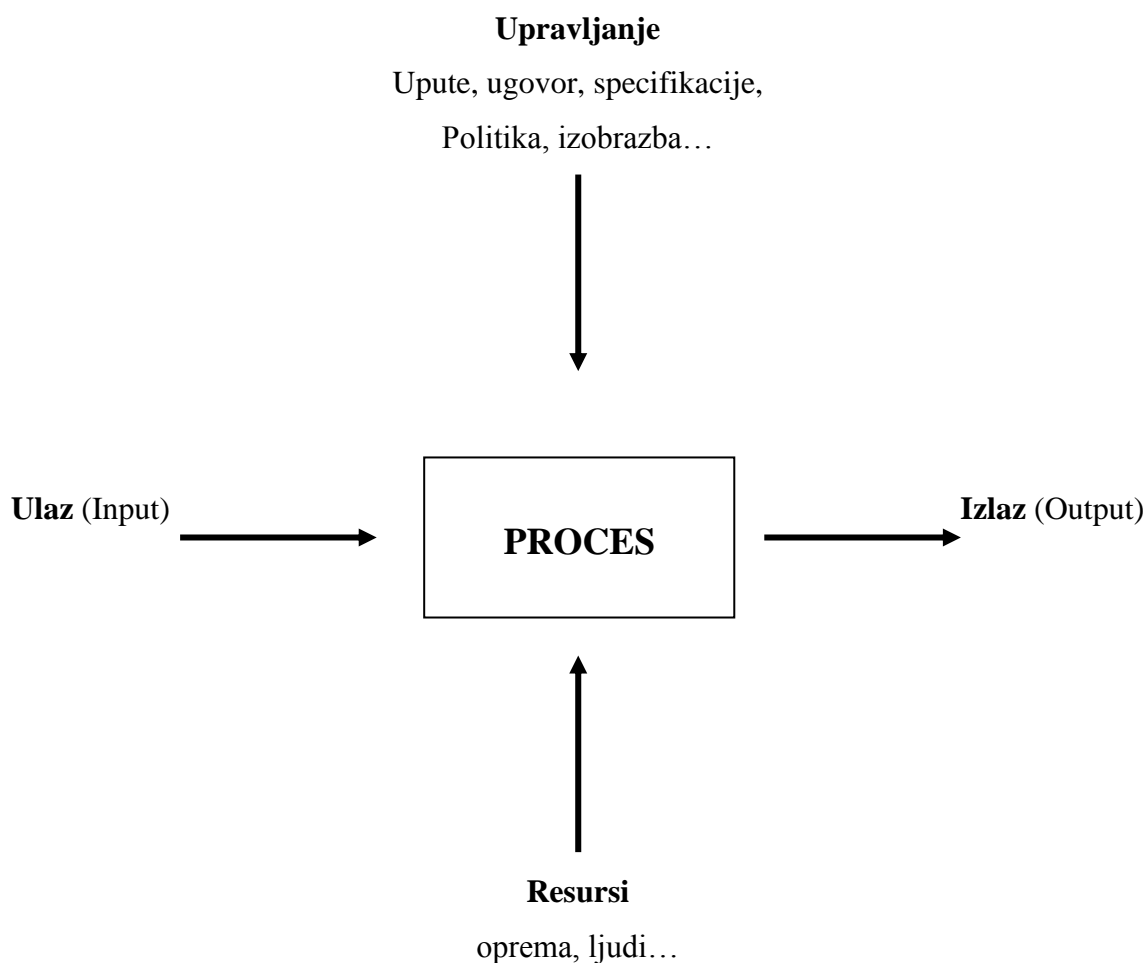 Upravljanje
Upute, ugovor, specifikacije,
Politika, izobrazba…
Ulaz (Input)
PROCES
Izlaz (Output)
Resursi
oprema, ljudi…